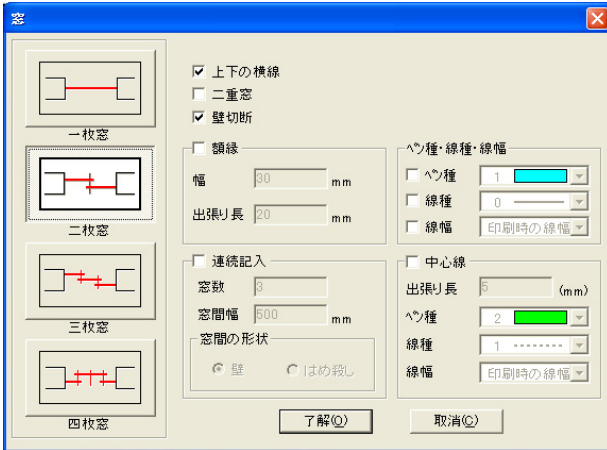 窓
一枚窓
二枚窓
三枚窓
四枚窓
上下の横線
二重窓
壁切断
額縁
幅 30 mm
出張り長 20 mm
連続記入
窓数 3
窓間幅 500 mm
窓間の形状
壁 はめ殺し
ペン種・線種・線幅
ペン種 1
線種 0
線幅 印刷時の線幅
中心線
出張り長 5 (mm)
ペン種 2
線種 1
線幅 印刷時の線幅
了解(O) 取消(C)